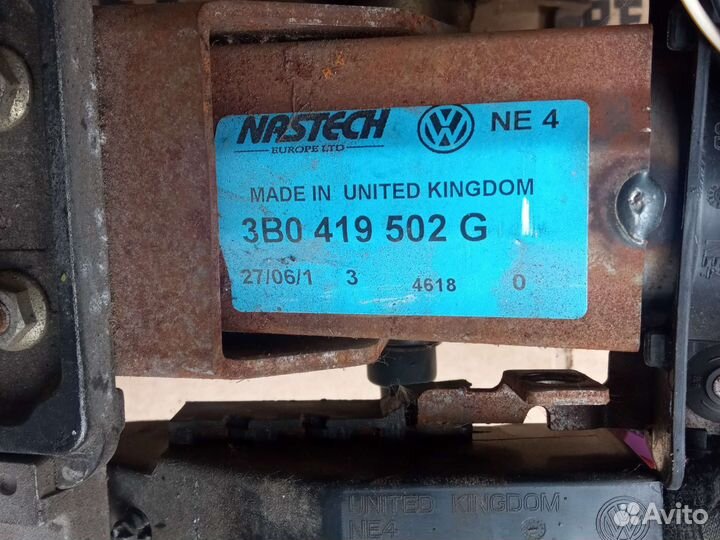 NASTECH
EUROPE LTD
NE 4
MADE IN UNITED KINGDOM
3B0 419 502 G
27/06/1 3 4618 0
UNITED KINGDOM
NE4
Avito